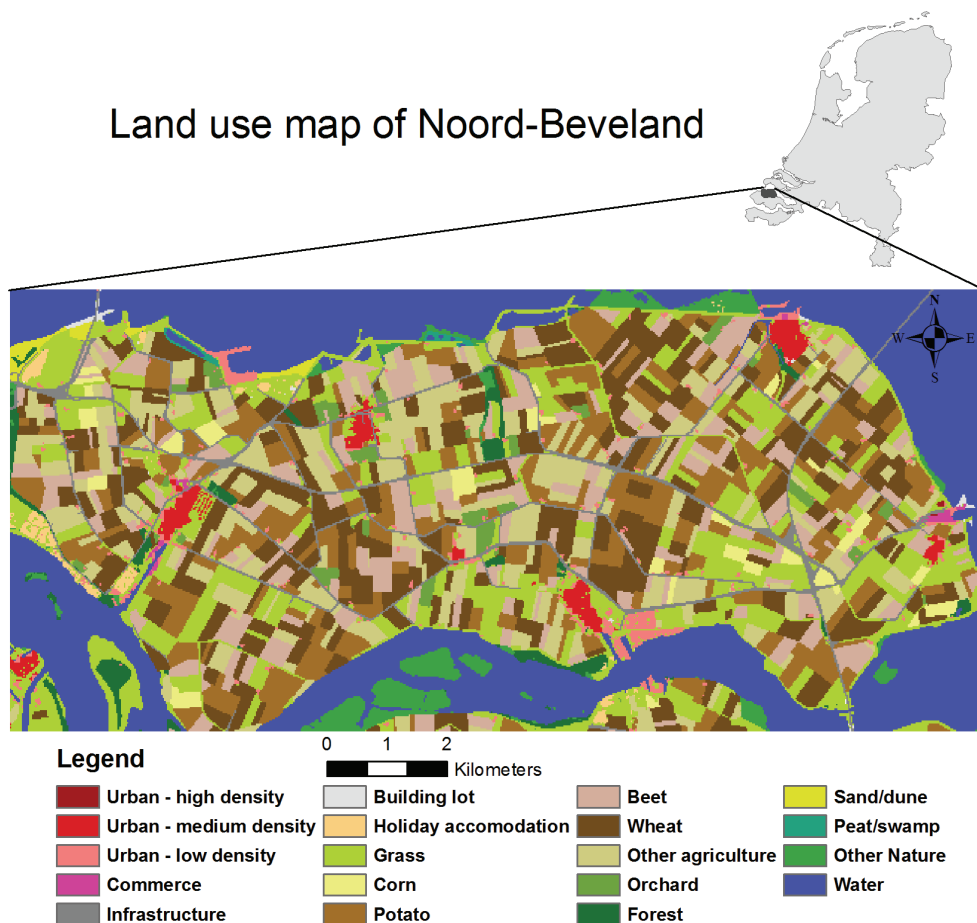 Land use map of Noord-Beveland
N
W E
S
Legend
0 1 2
Kilometers
Urban - high density
Urban - medium density
Urban - low density
Commerce
Infrastructure
Building lot
Holiday accomodation
Grass
Corn
Potato
Beet
Wheat
Other agriculture
Orchard
Forest
Sand/dune
Peat/swamp
Other Nature
Water